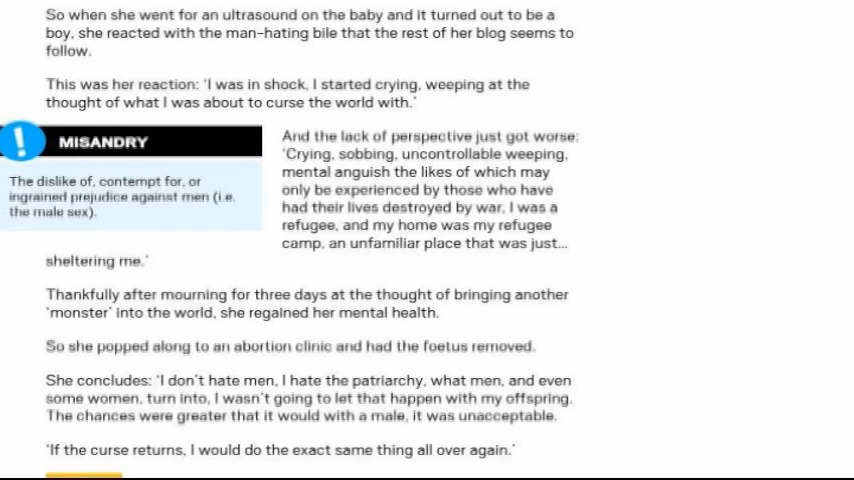 So when she went for an ultrasound on the baby and it turned out to be a
boy, she reacted with the man-hating bile that the rest of her blog seems to
follow.
This was her reaction: 'I was in shock, I started crying, weeping at the
thought of what I was about to curse the world with.'
!
MISANDRY
The dislike of, contempt for, or
ingrained prejudice against men (i.e.
the male sex).
And the lack of perspective just got worse:
'Crying, sobbing, uncontrollable weeping,
mental anguish the likes of which may
only be experienced by those who have
had their lives destroyed by war, I was a
refugee, and my home was my refugee
camp, an unfamiliar place that was just...
sheltering me.'
Thankfully after mourning for three days at the thought of bringing another
'monster' into the world, she regained her mental health.
So she popped along to an abortion clinic and had the foetus removed.
She concludes: 'I don't hate men, I hate the patriarchy, what men, and even
some women, turn into, I wasn't going to let that happen with my offspring.
The chances were greater that it would with a male, it was unacceptable.
'If the curse returns, I would do the exact same thing all over again.'